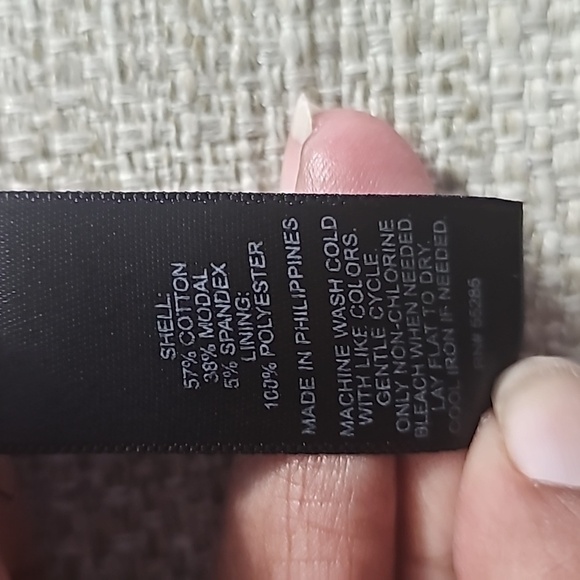 SHELL:
57% COTTON
38% MODAL
5% SPANDEX
LINING:
100% POLYESTER
MADE IN PHILIPPINES
MACHINE WASH COLD
WITH LIKE COLORS.
GENTLE CYCLE.
ONLY NON-CHLORINE
BLEACH WHEN NEEDED.
LAY FLAT TO DRY.
COOL IRON IF NEEDED.